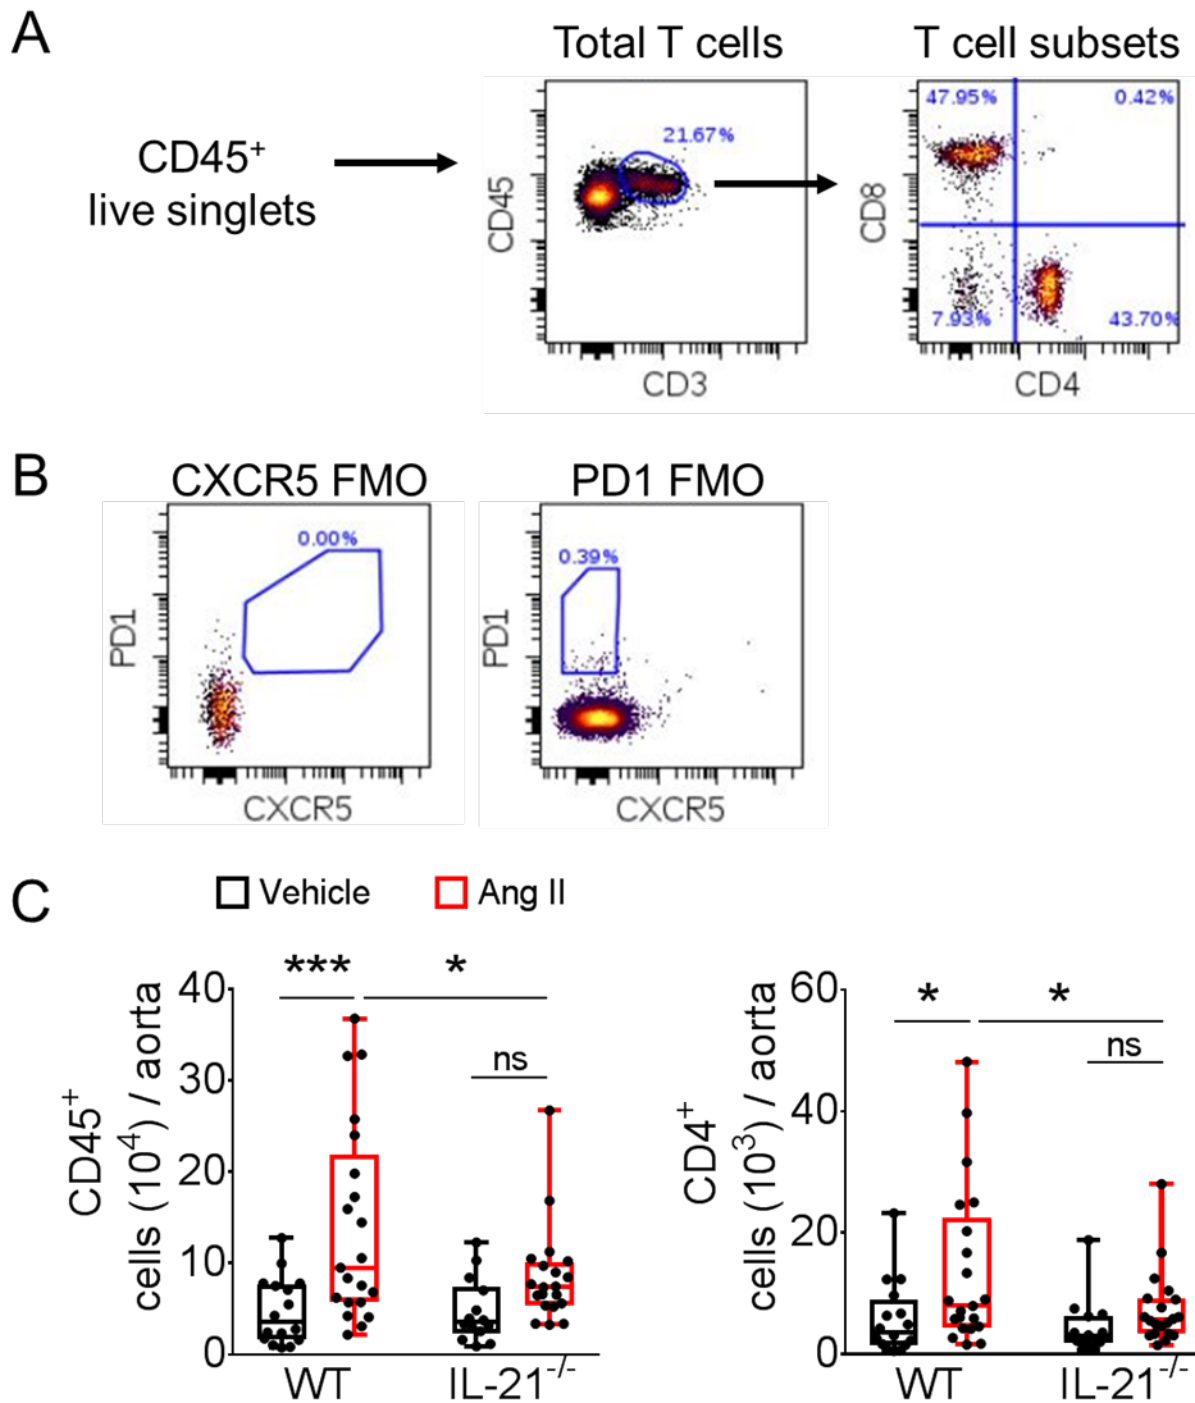 A
Total T cells
T cell subsets
CD45⁺
live singlets
21.67%
CD45
CD3
47.95%
0.42%
7.93%
43.70%
CD8
CD4
B
CXCR5 FMO
PD1 FMO
0.00%
PD1
CXCR5
0.39%
PD1
CXCR5
C
Vehicle
Ang II
CD45⁺
cells (10⁴) / aorta
40
30
20
10
0
***
*
ns
WT
IL-21⁻/⁻
CD4⁺
cells (10³) / aorta
60
40
20
0
*
*
ns
WT
IL-21⁻/⁻